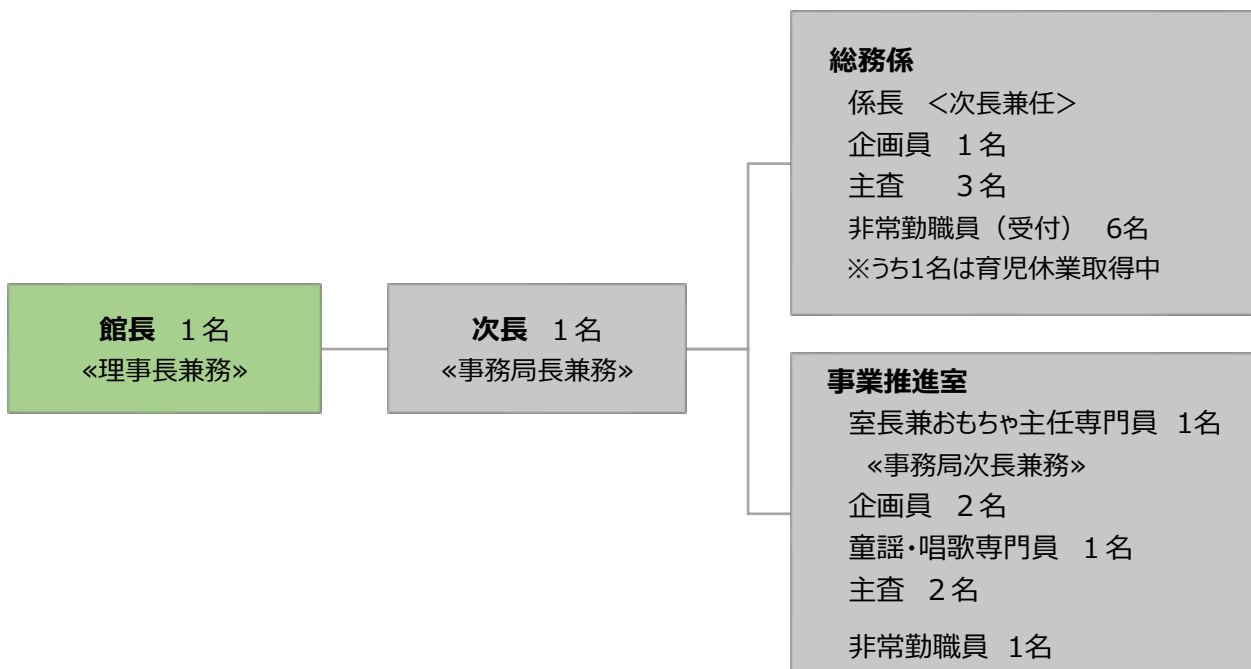 館長 1名
«理事長兼務»
次長 1名
«事務局長兼務»
総務係
係長 <次長兼任>
企画員 1名
主査 3名
非常勤職員（受付） 6名
※うち1名は育児休業取得中
事業推進室
室長兼おもちゃ主任専門員 1名
«事務局次長兼務»
企画員 2名
童謡・唱歌専門員 1名
主査 2名
非常勤職員 1名